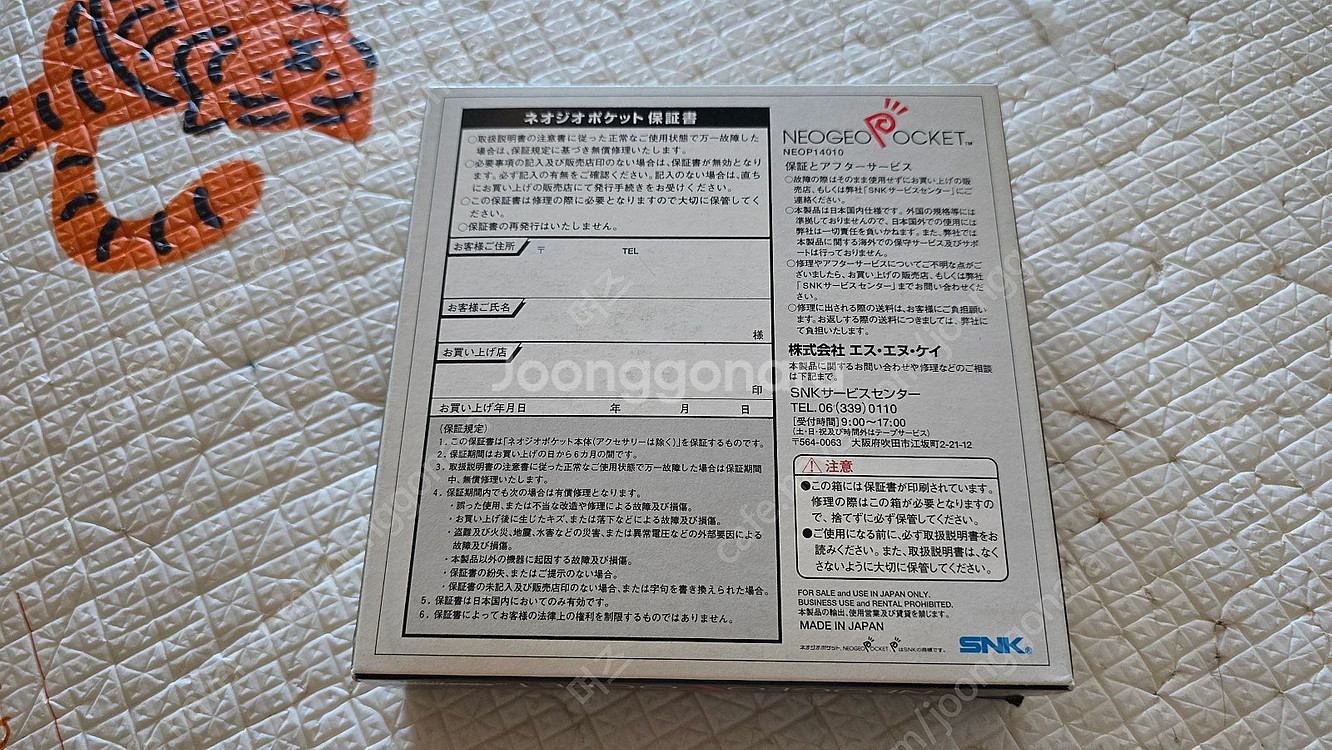 ネオジオポケット保証書
○取扱説明書の注意書に従った正常なご使用状態で万一故障した
場合は、保証規定に基づき無償修理いたします。
○必要事項の記入及び販売店印のない場合は、保証書が無効となり
ます。必ず記入の有無をご確認ください。記入のない場合は、直ち
にお買い上げの販売店にて発行手続きをお受けください。
○この保証書は修理の際に必要となりますので大切に保管してく
ださい。
○保証書の再発行はいたしません。
お客様ご住所 〒 TEL
お客様ご氏名
様
お買い上げ店
印
お買い上げ年月日 年 月 日
(保証規定)
1. この保証書は「ネオジオポケット本体(アクセサリーは除く)」を保証するものです。
2. 保証期間はお買い上げの日から6カ月の間です。
3. 取扱説明書の注意書に従った正常なご使用状態で万一故障した場合は保証期間
中、無償修理いたします。
4. 保証期間内でも次の場合は有償修理となります。
・誤った使用、または不当な改造や修理による故障及び損傷。
・お買い上げ後に生じたキズ、または落下などによる故障及び損傷。
・盗難及び火災、地震、水害などの災害、または異常電圧などの外部要因による
故障及び損傷。
・本製品以外の機器に起因する故障及び損傷。
・保証書の紛失、またはご提示のない場合。
・保証書の未記入及び販売店印のない場合、または字句を書き換えられた場合。
5. 保証書は日本国内においてのみ有効です。
6. 保証書によってお客様の法律上の権利を制限するものではありません。
NEOGEO POCKET™
NEOP14010
保証とアフターサービス
○故障の際はそのまま使用せずにお買い上げの販
売店、もしくは弊社「SNKサービスセンター」にご
連絡ください。
○本製品は日本国内仕様です。外国の規格等には
準拠しておりませんので、日本国外での使用には
弊社は一切責任を負いかねます。また、弊社では
本製品に関する海外での保守サービス及びサポ
ートは行っておりません。
○修理やアフターサービスについてご不明な点がご
ざいましたら、お買い上げの販売店、もしくは弊社
「SNKサービスセンター」までお問い合わせくだ
さい。
○修理に出される際の送料は、お客様にご負担願い
ます。お返しする際の送料につきましては、弊社に
て負担いたします。
株式会社 エス・エヌ・ケイ
本製品に関するお問い合わせや修理などのご相談
は下記まで。
SNKサービスセンター
TEL.06(339)0110
[受付時間]9:00〜17:00
(土・日・祝及び時間外はテープサービス)
〒564-0063 大阪府吹田市江坂町2-21-12
注意
●この箱には保証書が印刷されています。
修理の際はこの箱が必要となりますの
で、捨てずに必ず保管してください。
●ご使用になる前に、必ず取扱説明書をお
読みください。また、取扱説明書は、なく
さないように大切に保管してください。
FOR SALE and USE IN JAPAN ONLY.
BUSINESS USE and RENTAL PROHIBITED.
本製品の輸出、使用営業及び賃貸を禁じます。
MADE IN JAPAN
ネオジオポケット、NEOGEO POCKET、PはSNKの商標です。
SNK®